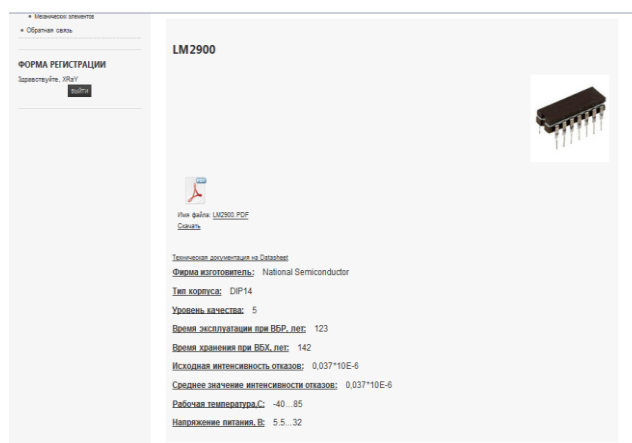 Механических элементов
Обратная связь
ФОРМА РЕГИСТРАЦИИ
Здравствуйте, XRaY
ВЫЙТИ
LM2900
Имя файла: LM2900.PDF
Скачать
Техническая документация на Datasheet
Фирма изготовитель: National Semiconductor
Тип корпуса: DIP14
Уровень качества: 5
Время эксплуатации при ВБР, лет: 123
Время хранения при ВБХ, лет: 142
Исходная интенсивность отказов: 0,037*10E-6
Среднее значение интенсивности отказов: 0,037*10E-6
Рабочая температура,С: -40...85
Напряжение питания, В: 5.5...32